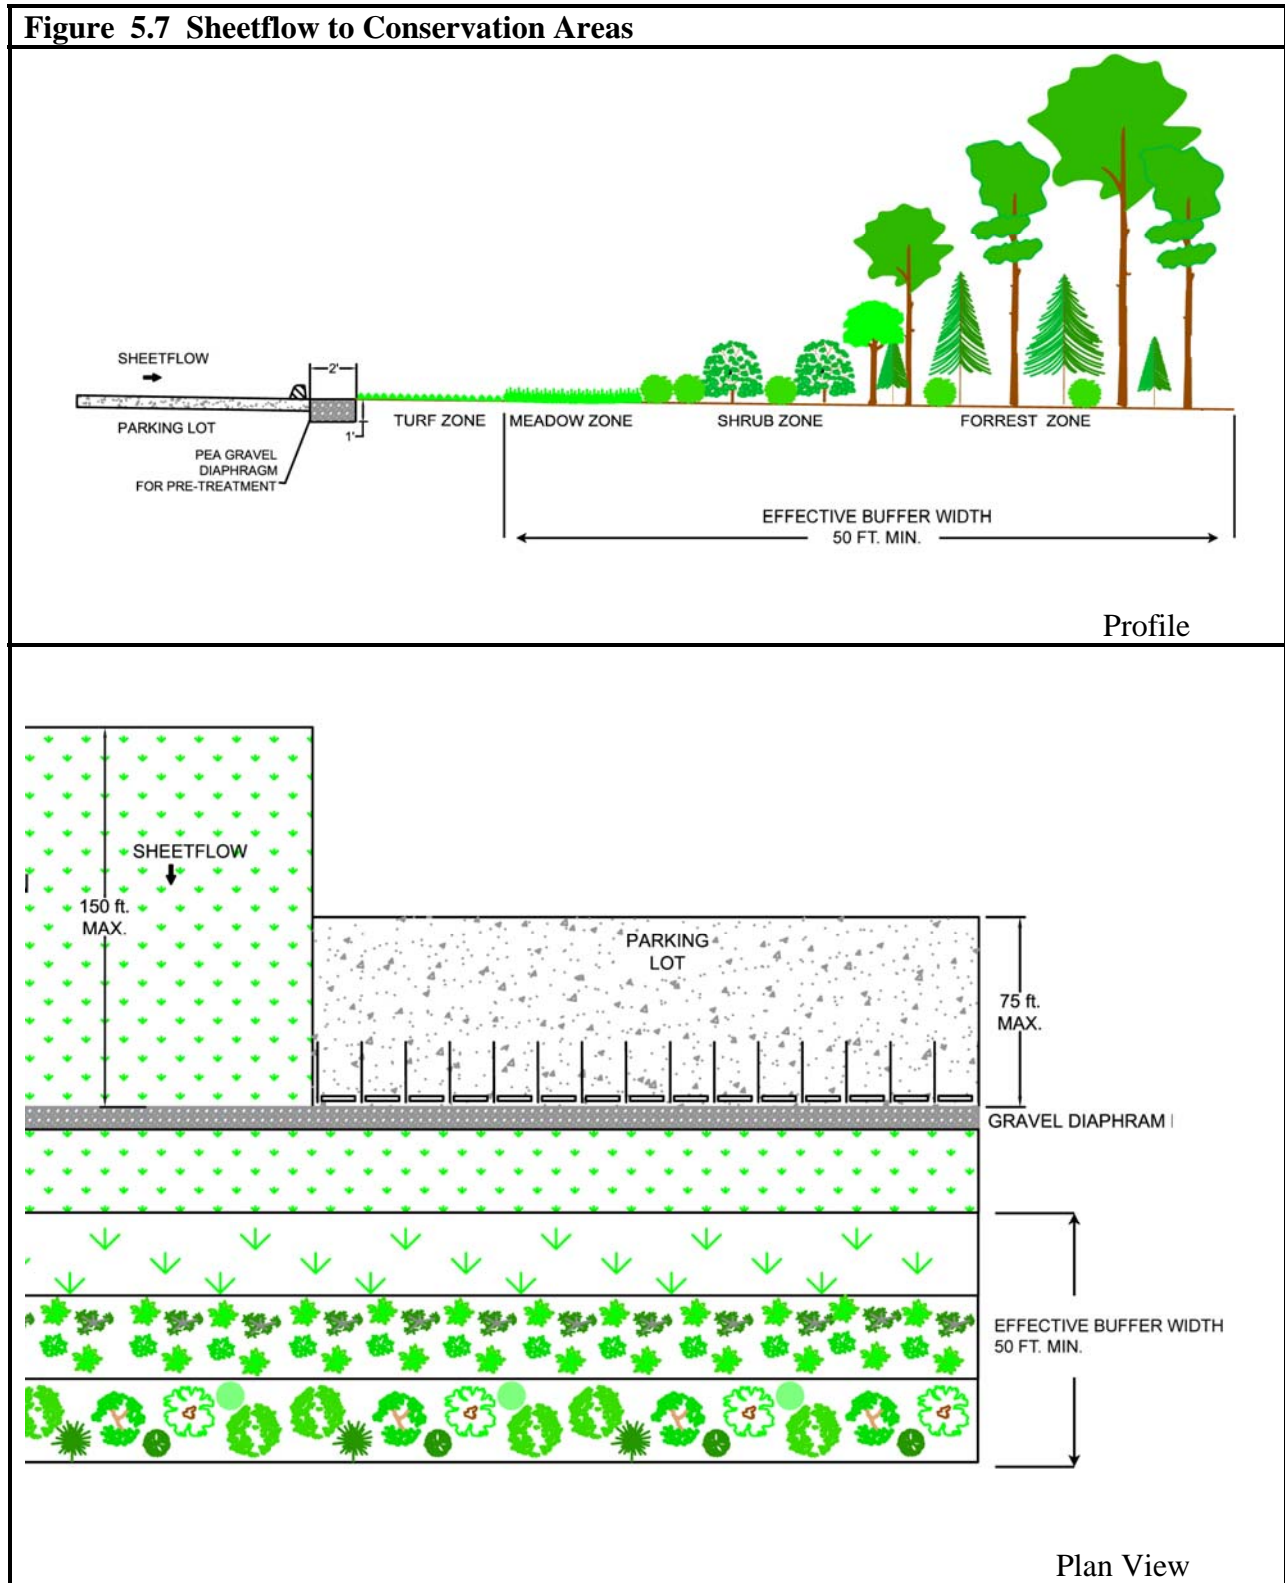 Figure 5.7 Sheetflow to Conservation Areas
SHEETFLOW
2'
PARKING LOT
1'
TURF ZONE
MEADOW ZONE
SHRUB ZONE
FORREST ZONE
PEA GRAVEL
DIAPHRAGM
FOR PRE-TREATMENT
EFFECTIVE BUFFER WIDTH
50 FT. MIN.
Profile
SHEETFLOW
150 ft.
MAX.
PARKING
LOT
75 ft.
MAX.
GRAVEL DIAPHRAM
EFFECTIVE BUFFER WIDTH
50 FT. MIN.
Plan View